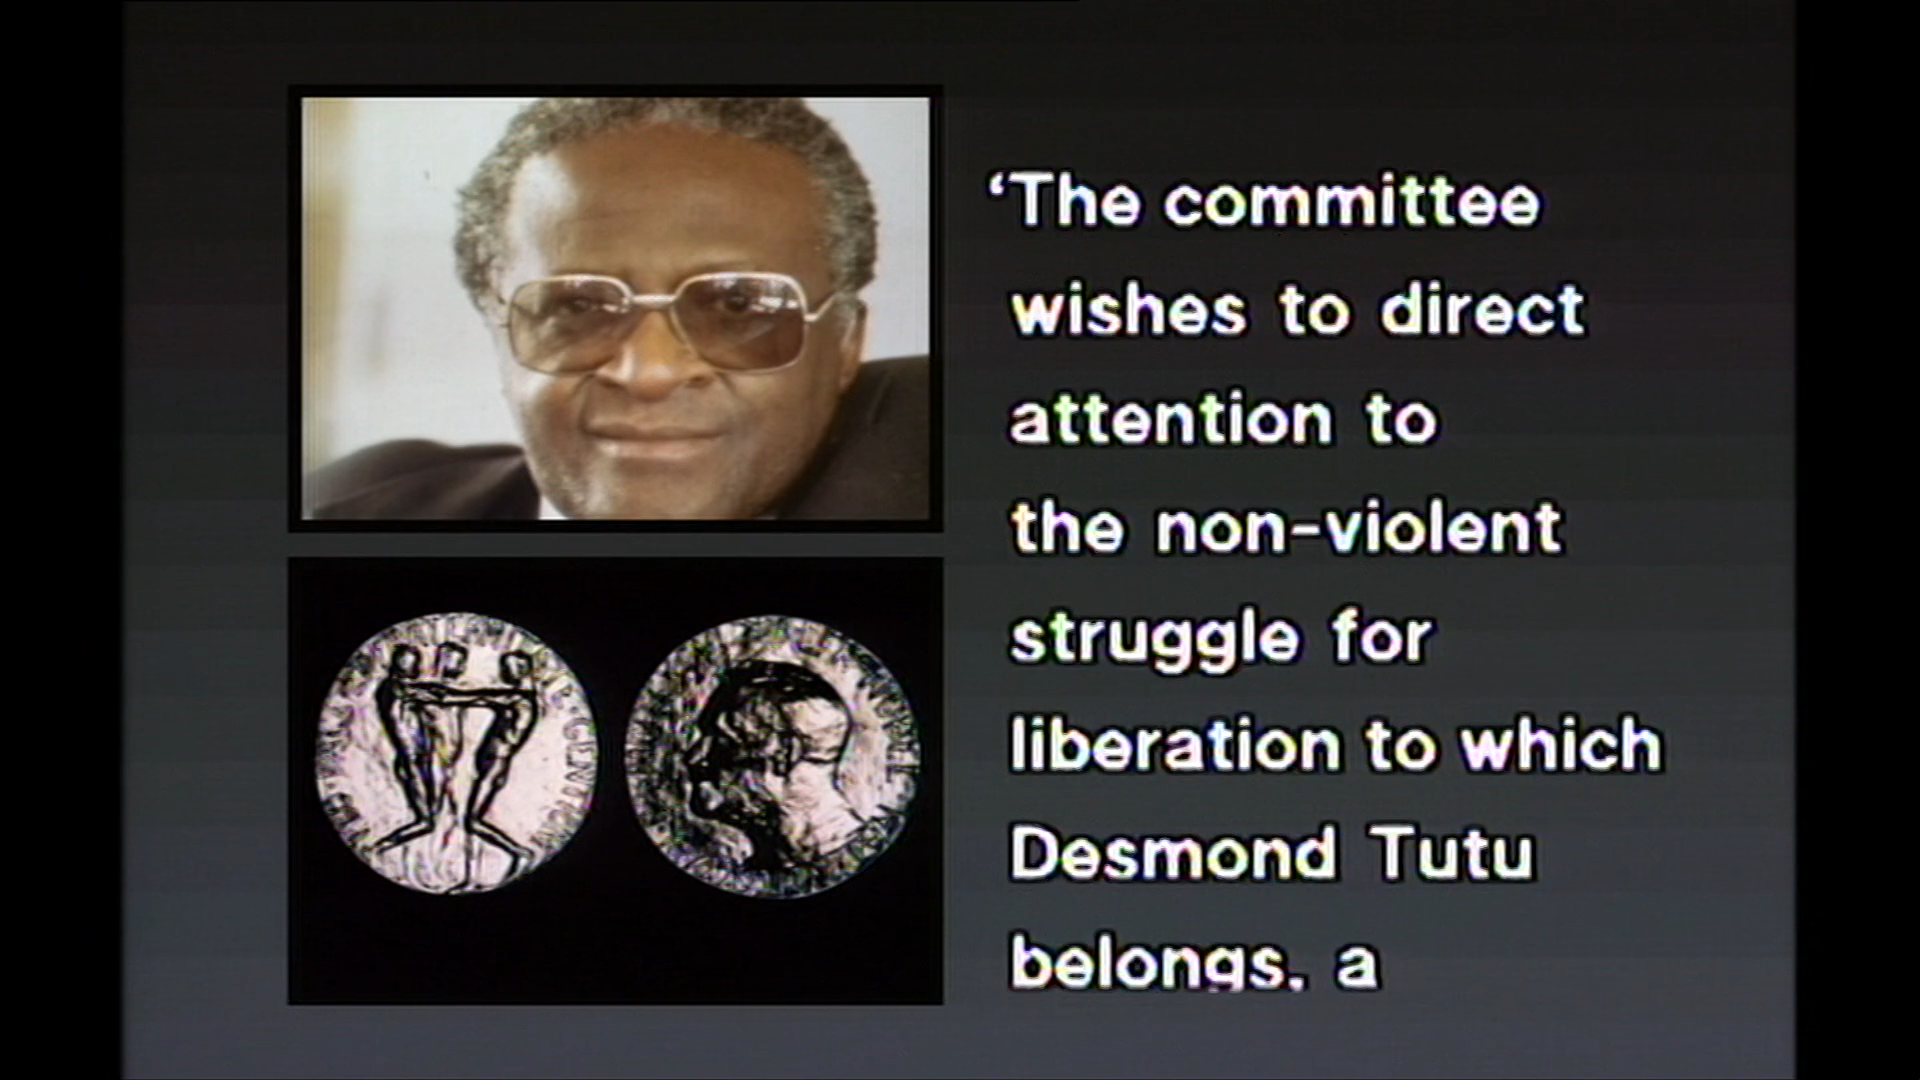 ‘The committee
wishes to direct
attention to
the non-violent
struggle for
liberation to which
Desmond Tutu
belongs, a